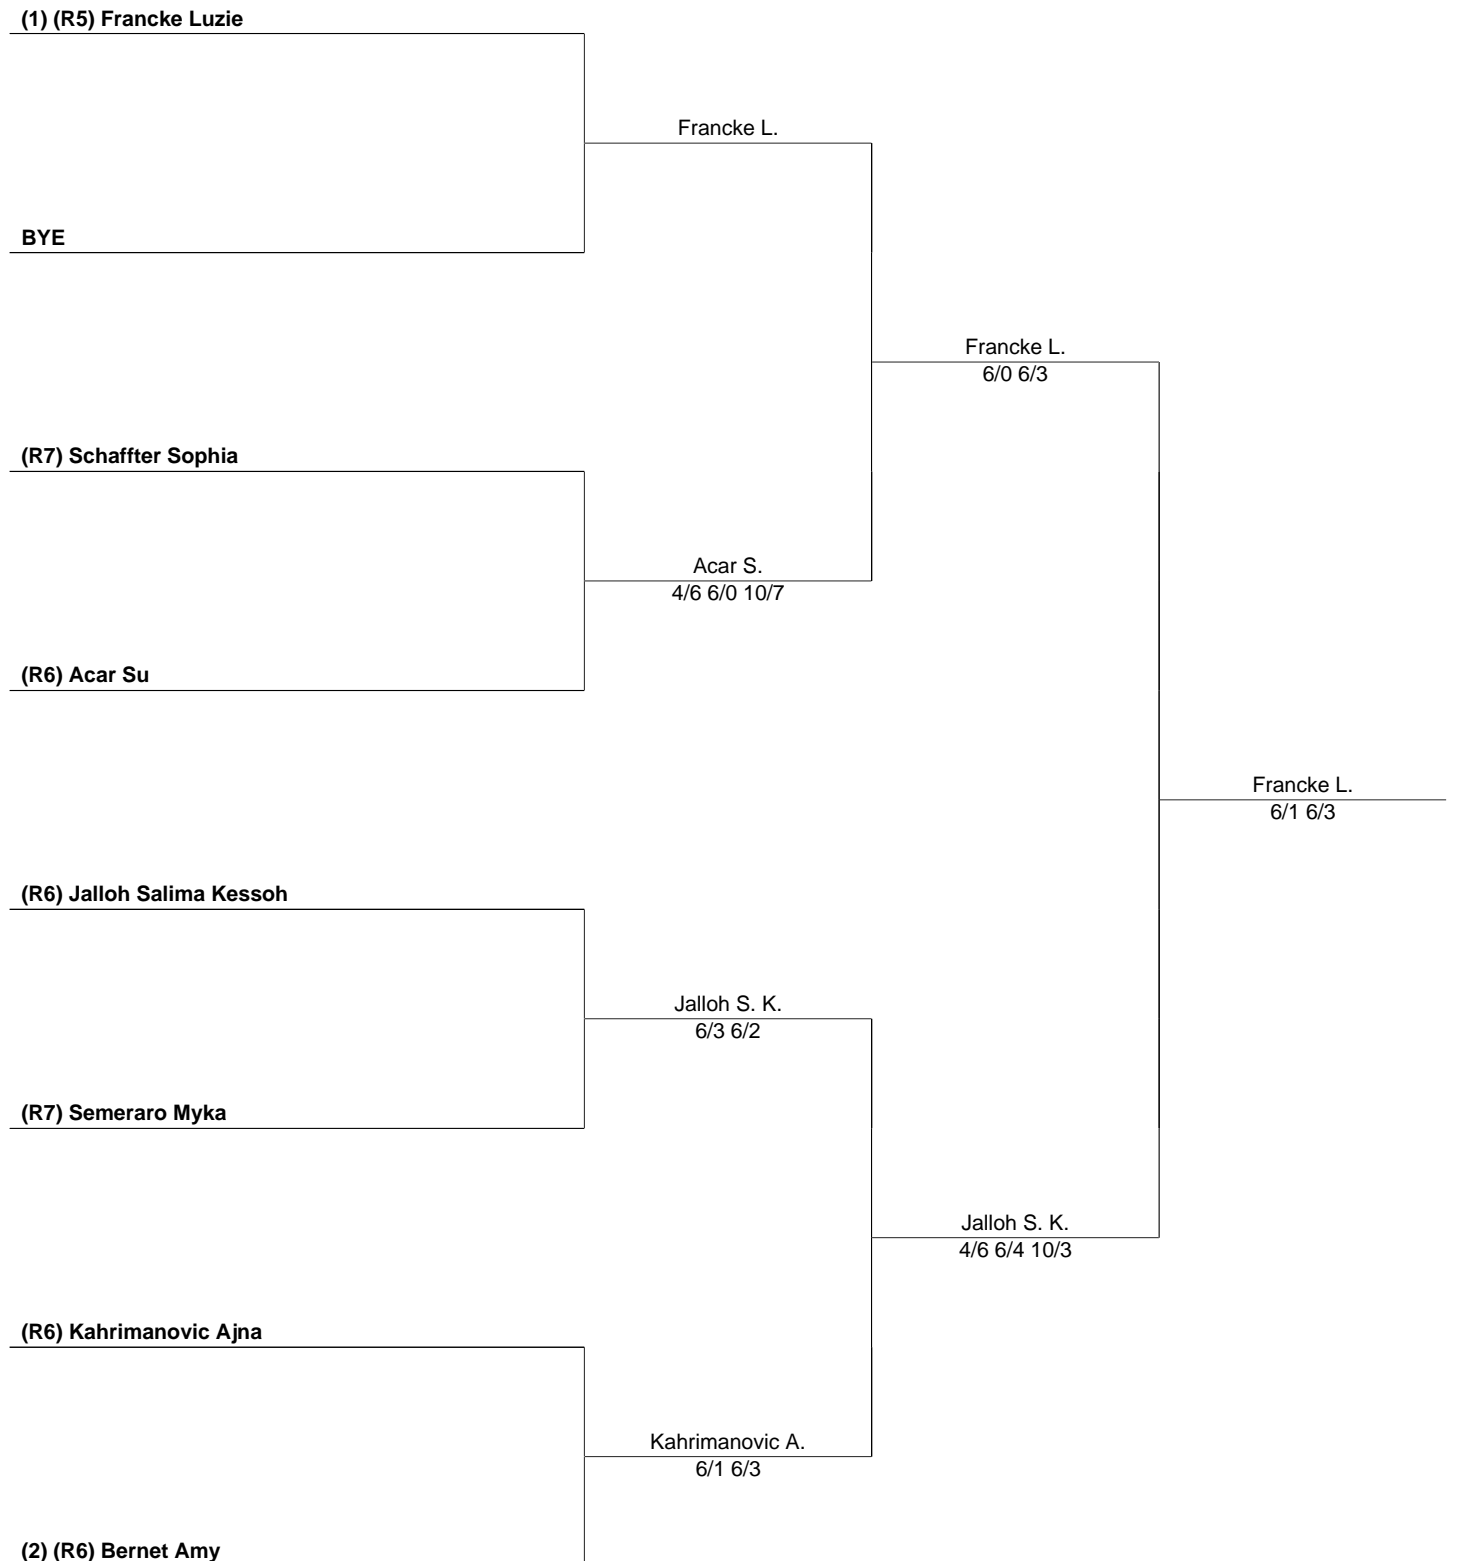 (1) (R5) Francke Luzie
Francke L.
BYE
Francke L.
6/0 6/3
(R7) Schaffter Sophia
Acar S.
4/6 6/0 10/7
(R6) Acar Su
Francke L.
6/1 6/3
(R6) Jalloh Salima Kessoh
Jalloh S. K.
6/3 6/2
(R7) Semeraro Myka
Jalloh S. K.
4/6 6/4 10/3
(R6) Kahrimanovic Ajna
Kahrimanovic A.
6/1 6/3
(2) (R6) Bernet Amy